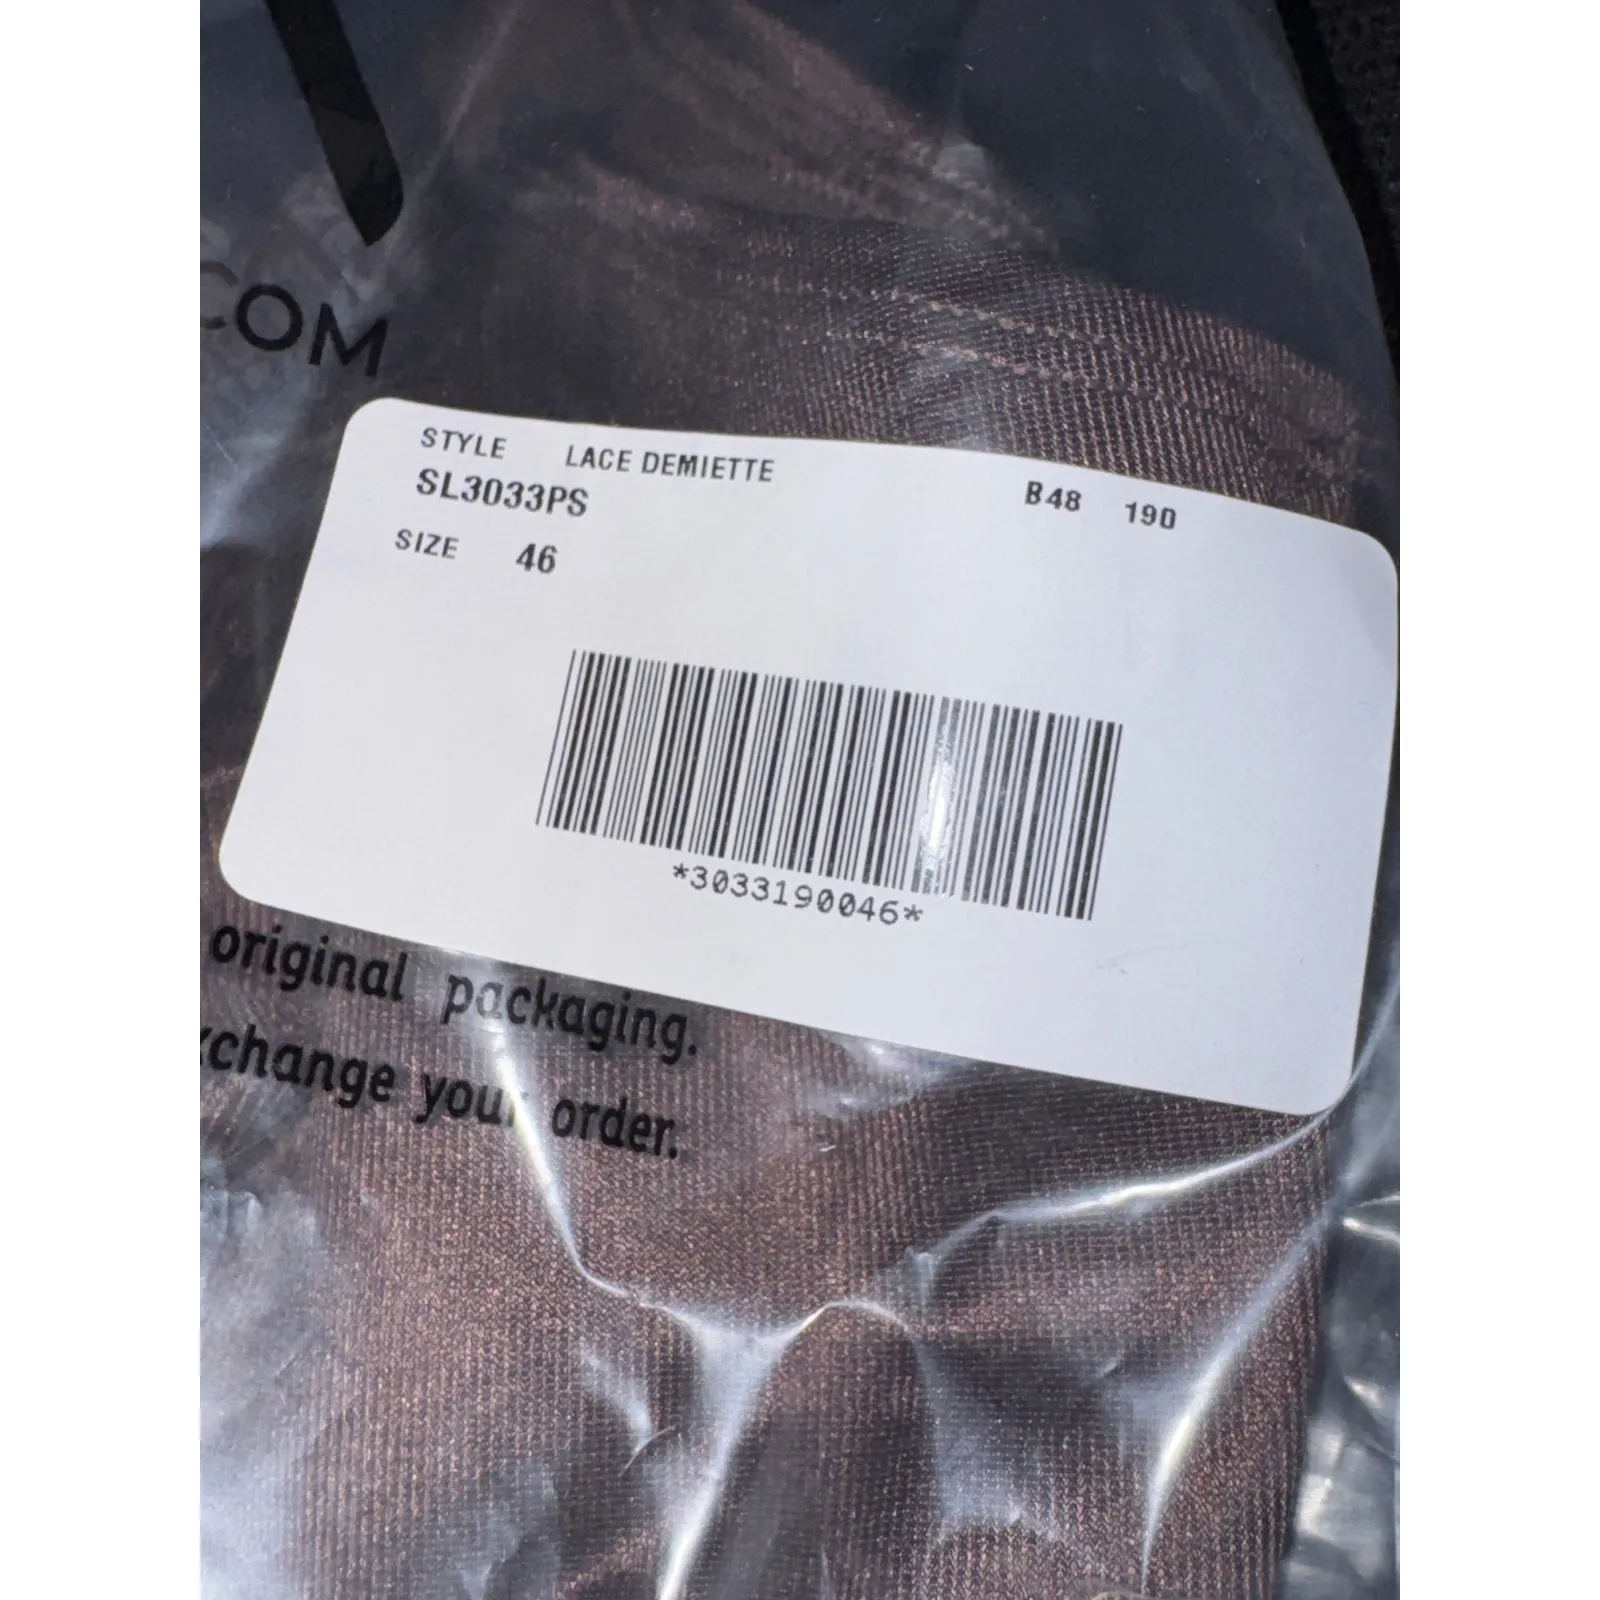 COM
STYLE LACE DEMIETTE
SL3033PS B48 190
SIZE 46
*3033190046*
original packaging.
xchange your order.